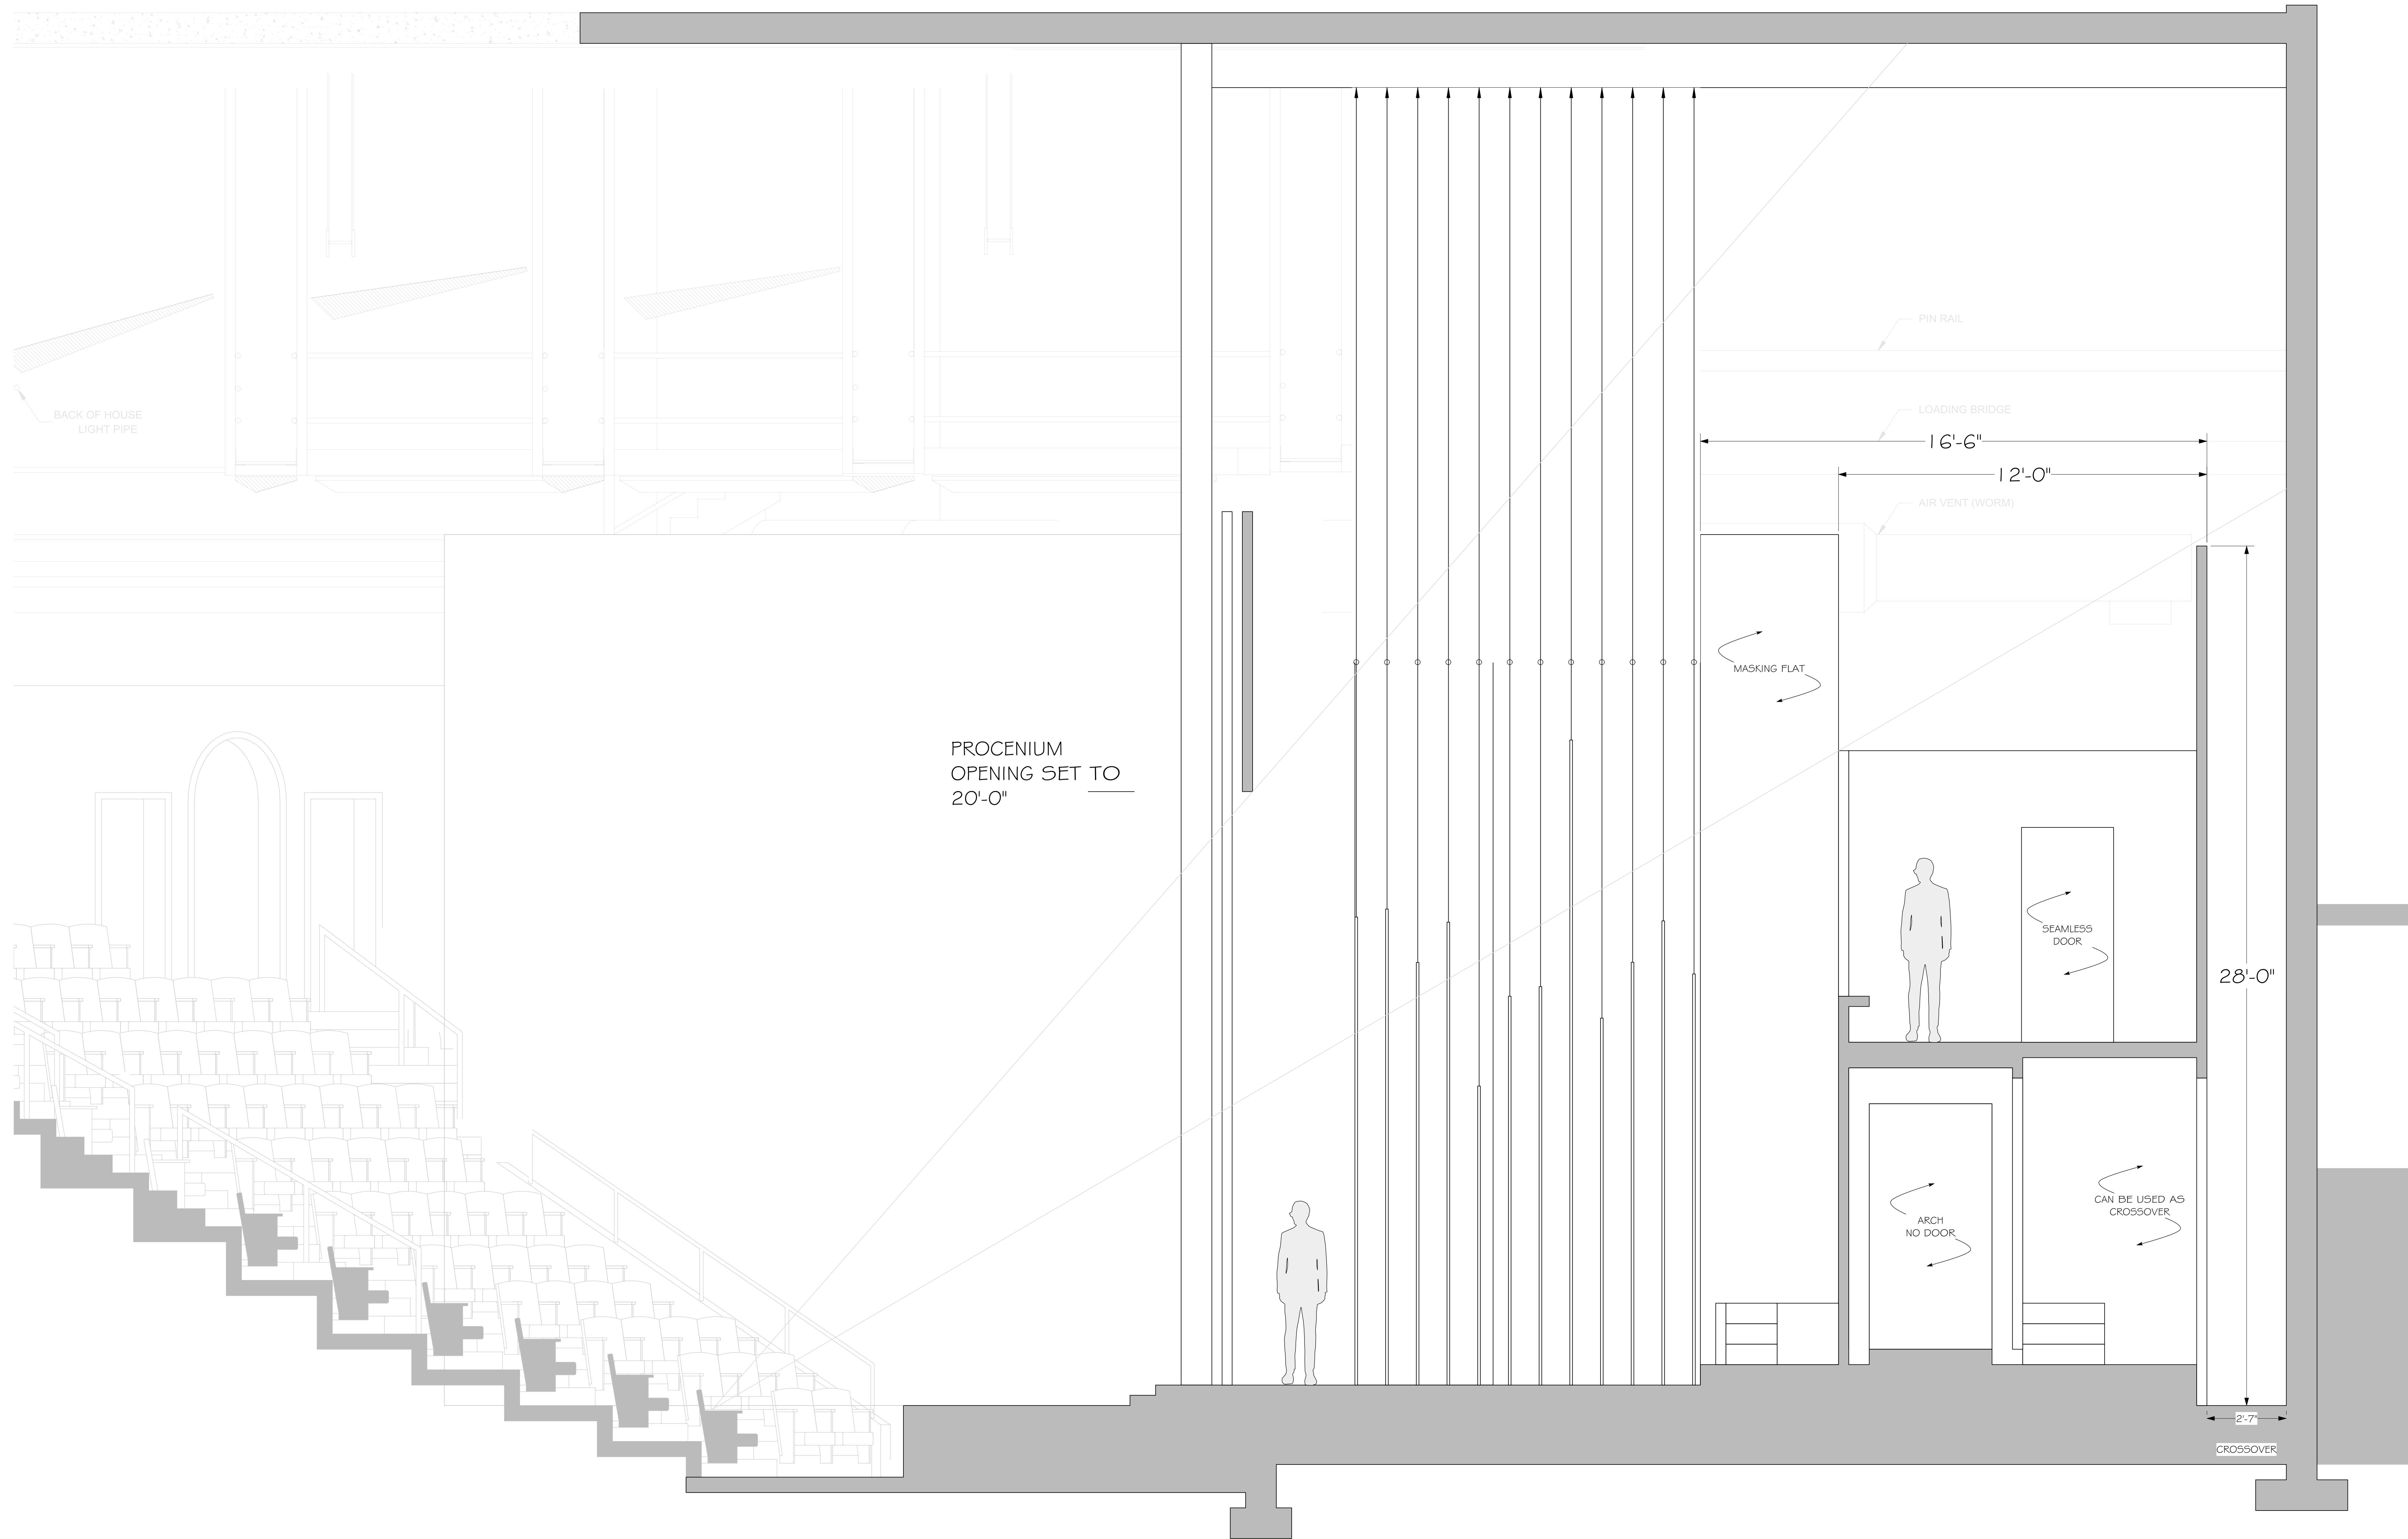 PIN RAIL
BACK OF HOUSE
LIGHT PIPE
LOADING BRIDGE
16'-6"
12'-0"
AIR VENT (WORM)
MASKING FLAT
PROCENIUM
OPENING SET TO
20'-0"
SEAMLESS
DOOR
28'-0"
ARCH
NO DOOR
CAN BE USED AS
CROSSOVER
2'-7"
CROSSOVER